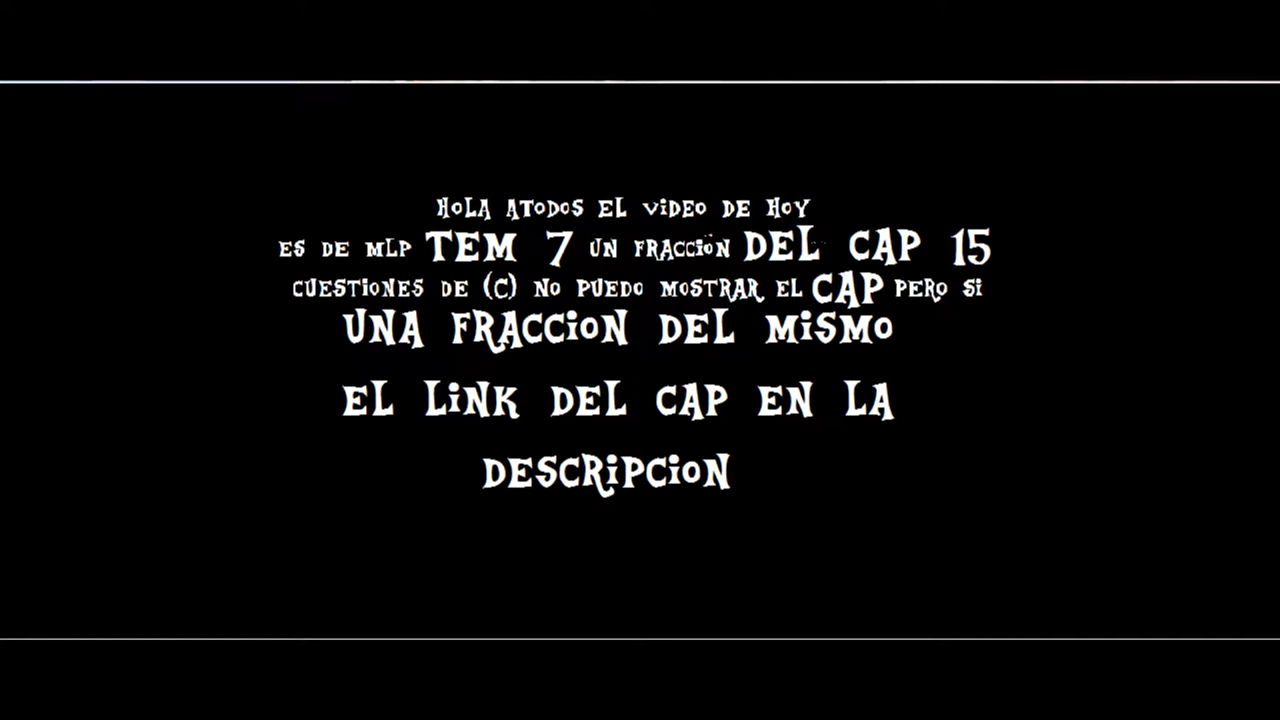 HOLA ATODOS EL ViDEO DE HOY
ES DE MLP TEM 7 UN FRACCiON DEL CAP 15
CUESTIONES DE (C) NO PUEDO MOSTRAR EL CAP PERO Si
UNA FRACCiON DEL MiSMO
EL LiNK DEL CAP EN LA
DESCRiPCiON